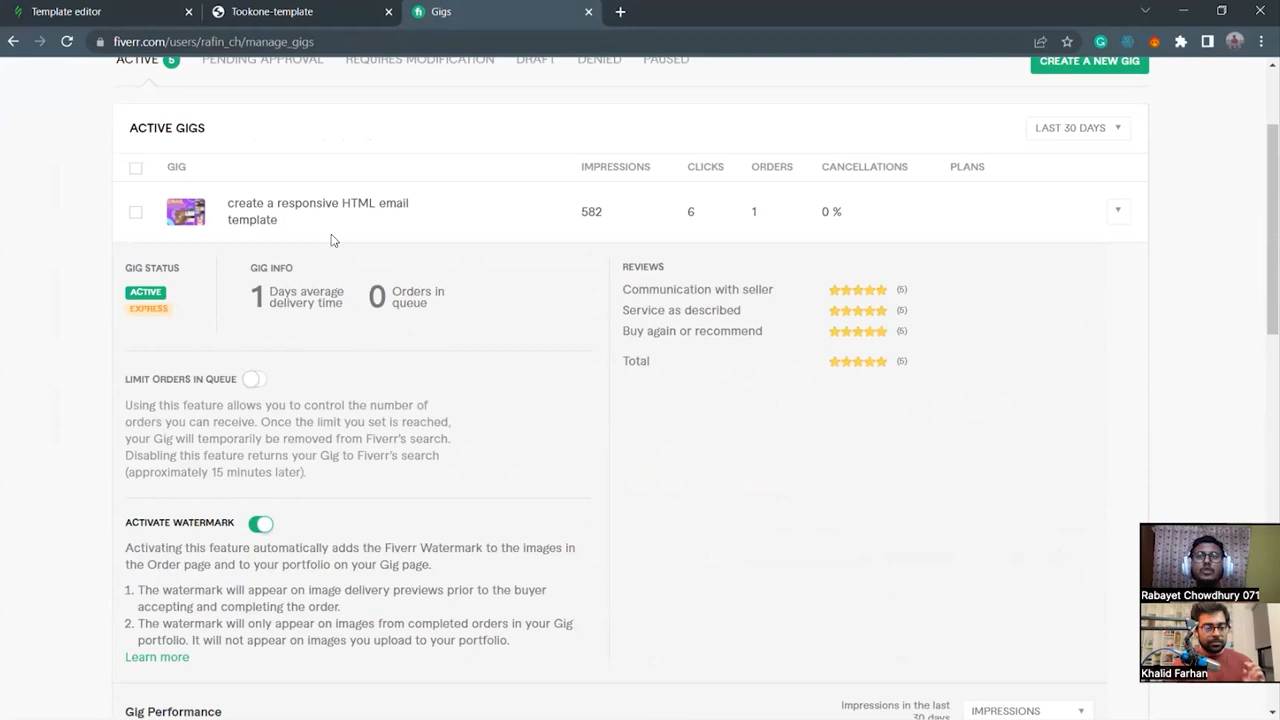 Template editor
Tookone-template
Gigs
fiverr.com/users/rafin_ch/manage_gigs
ACTIVE 5
PENDING APPROVAL
REQUIRES MODIFICATION
DRAFT
DENIED
PAUSED
CREATE A NEW GIG
ACTIVE GIGS
LAST 30 DAYS
GIG
IMPRESSIONS
CLICKS
ORDERS
CANCELLATIONS
PLANS
create a responsive HTML email
template
582
6
1
0 %
GIG STATUS
ACTIVE
EXPRESS
GIG INFO
1 Days average
delivery time
0 Orders in
queue
REVIEWS
Communication with seller (5)
Service as described (5)
Buy again or recommend (5)
Total (5)
LIMIT ORDERS IN QUEUE
Using this feature allows you to control the number of
orders you can receive. Once the limit you set is reached,
your Gig will temporarily be removed from Fiverr's search.
Disabling this feature returns your Gig to Fiverr's search
(approximately 15 minutes later).
ACTIVATE WATERMARK
Activating this feature automatically adds the Fiverr Watermark to the images in
the Order page and to your portfolio on your Gig page.
1. The watermark will appear on image delivery previews prior to the buyer
accepting and completing the order.
2. The watermark will only appear on images from completed orders in your Gig
portfolio. It will not appear on images you upload to your portfolio.
Learn more
Gig Performance
Impressions in the last
30 days
IMPRESSIONS
Rabayet Chowdhury 071
Khalid Farhan